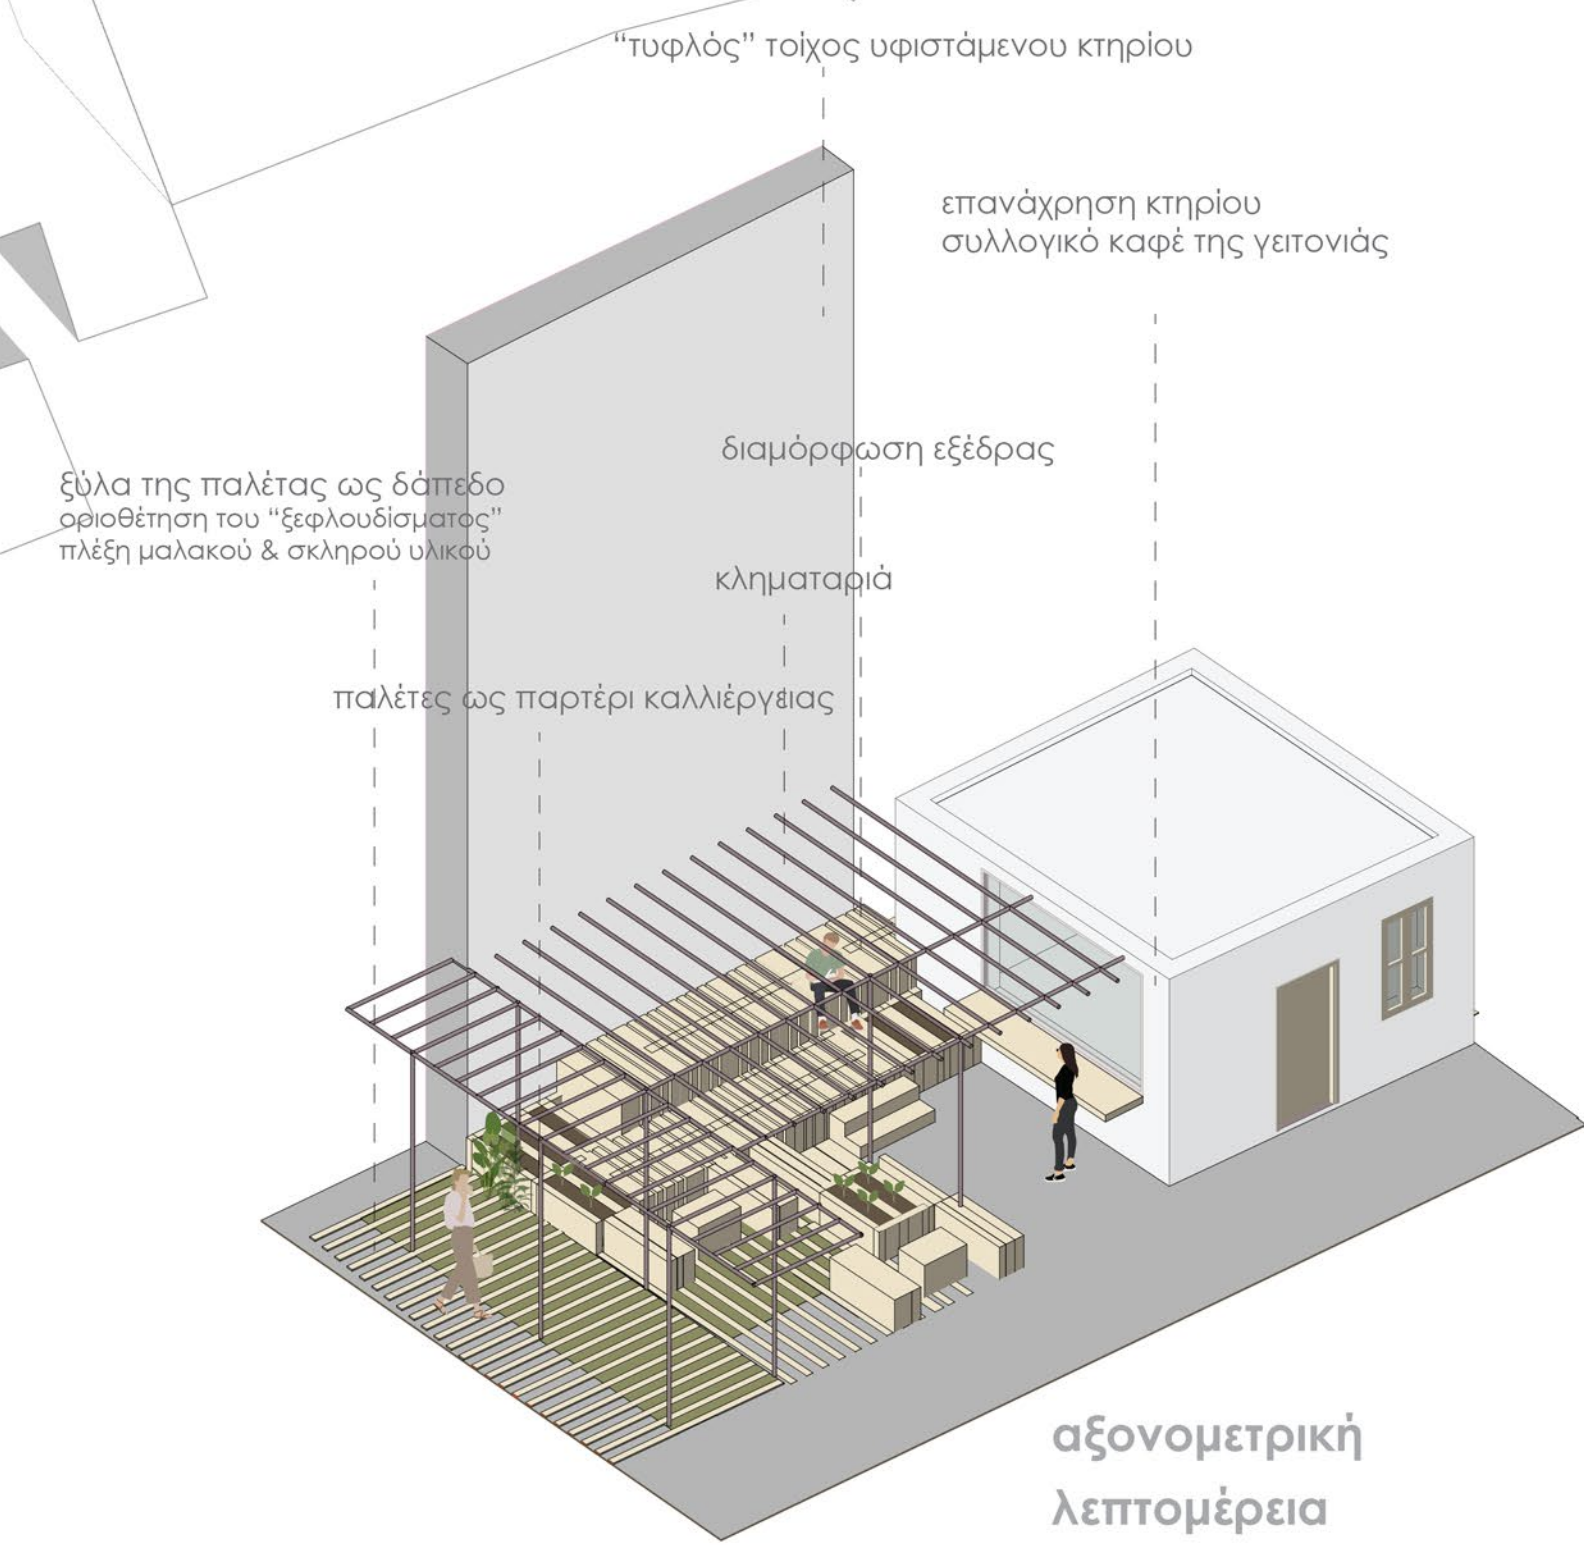 “τυφλός” τοίχος υφιστάμενου κτηρίου
επανάχρηση κτηρίου
συλλογικό καφέ της γειτονιάς
διαμόρφωση εξέδρας
ξύλα της παλέτας ως δάπεδο
οριοθέτηση του “ξεφλουδίσματος”
πλέξη μαλακού & σκληρού υλικού
κληματαριά
παλέτες ως παρτέρι καλλιέργειας
αξονομετρική
λεπτομέρεια